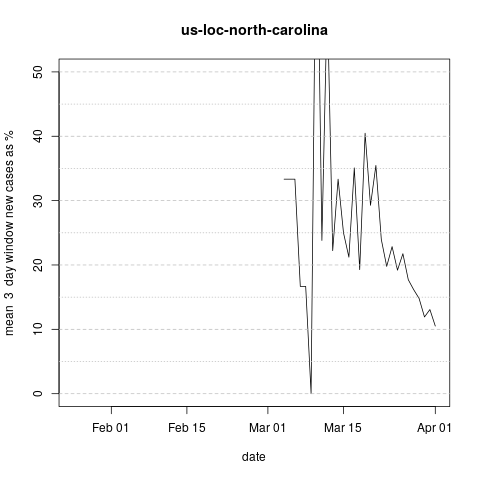 us-loc-north-carolina
mean 3 day window new cases as %
50
40
30
20
10
0
Feb 01 Feb 15 Mar 01 Mar 15 Apr 01
date